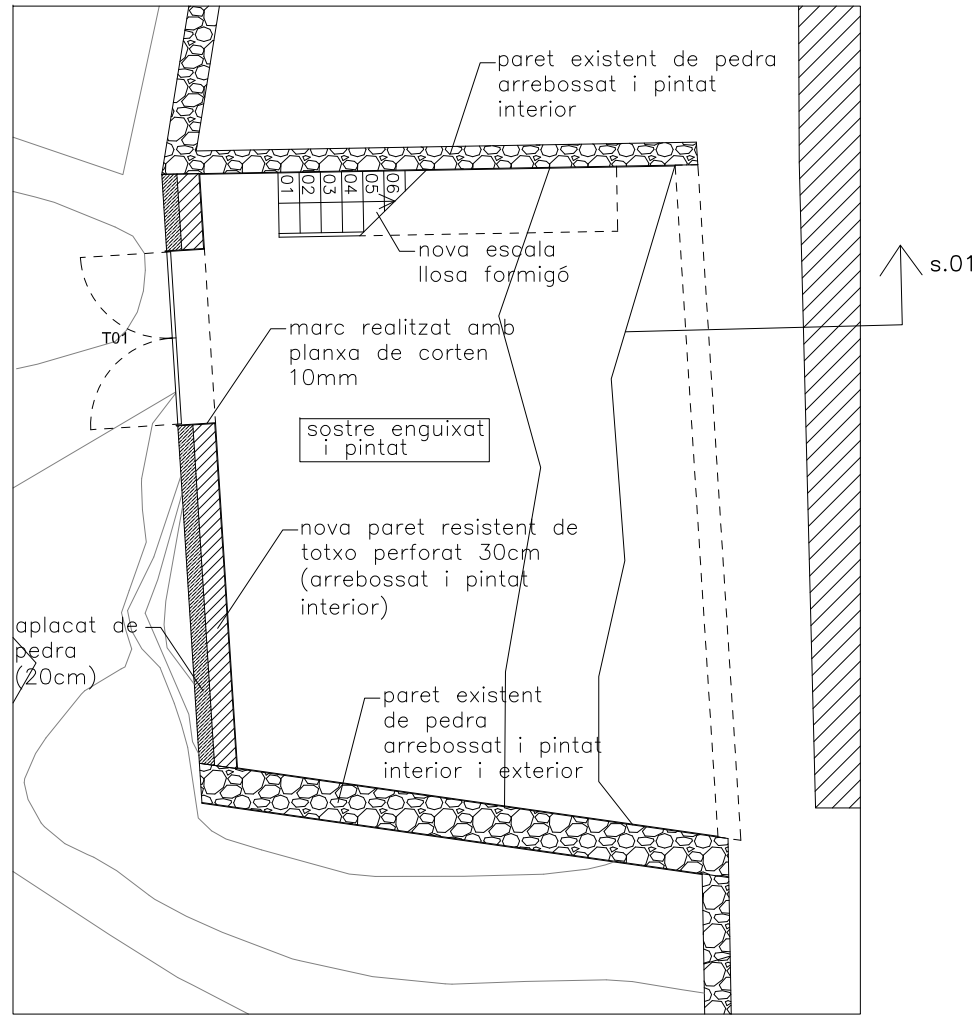 paret existent de pedra
arrebossat i pintat
interior
01
02
03
04
05
06
nova escala
llosa formigó
s.01
T01
marc realitzat amb
planxa de corten
10mm
sostre enguixat
i pintat
nova paret resistent de
totxo perforat 30cm
(arrebossat i pintat
interior)
aplacat de
pedra
(20cm)
paret existent
de pedra
arrebossat i pintat
interior i exterior